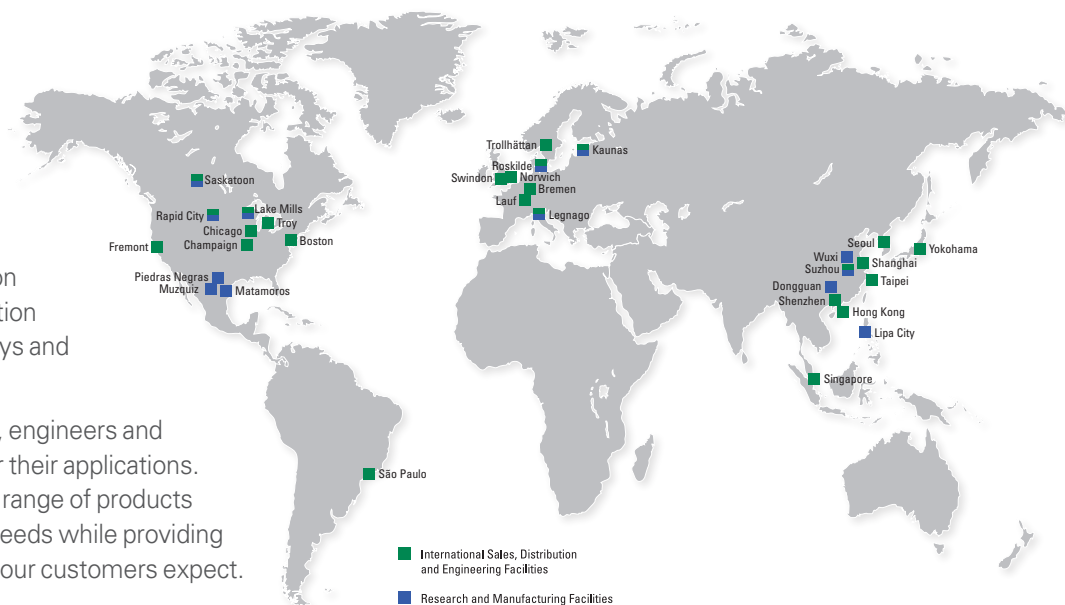 Trollhättan
Kaunas
Roskilde
Swindon
Norwich
Bremen
Lauf
Legnago
Saskatoon
Rapid City
Lake Mills
Troy
Chicago
Champaign
Boston
Fremont
Piedras Negras
Muzquiz
Matamoros
Seoul
Yokohama
Wuxi
Suzhou
Shanghai
Taipei
Dongguan
Shenzhen
Hong Kong
Lipa City
Singapore
São Paulo
on
tion
ys and
, engineers and
r their applications.
range of products
eeds while providing
our customers expect.
International Sales, Distribution
and Engineering Facilities
Research and Manufacturing Facilities